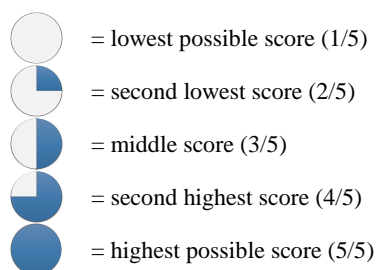 = lowest possible score (1/5)
= second lowest score (2/5)
= middle score (3/5)
= second highest score (4/5)
= highest possible score (5/5)